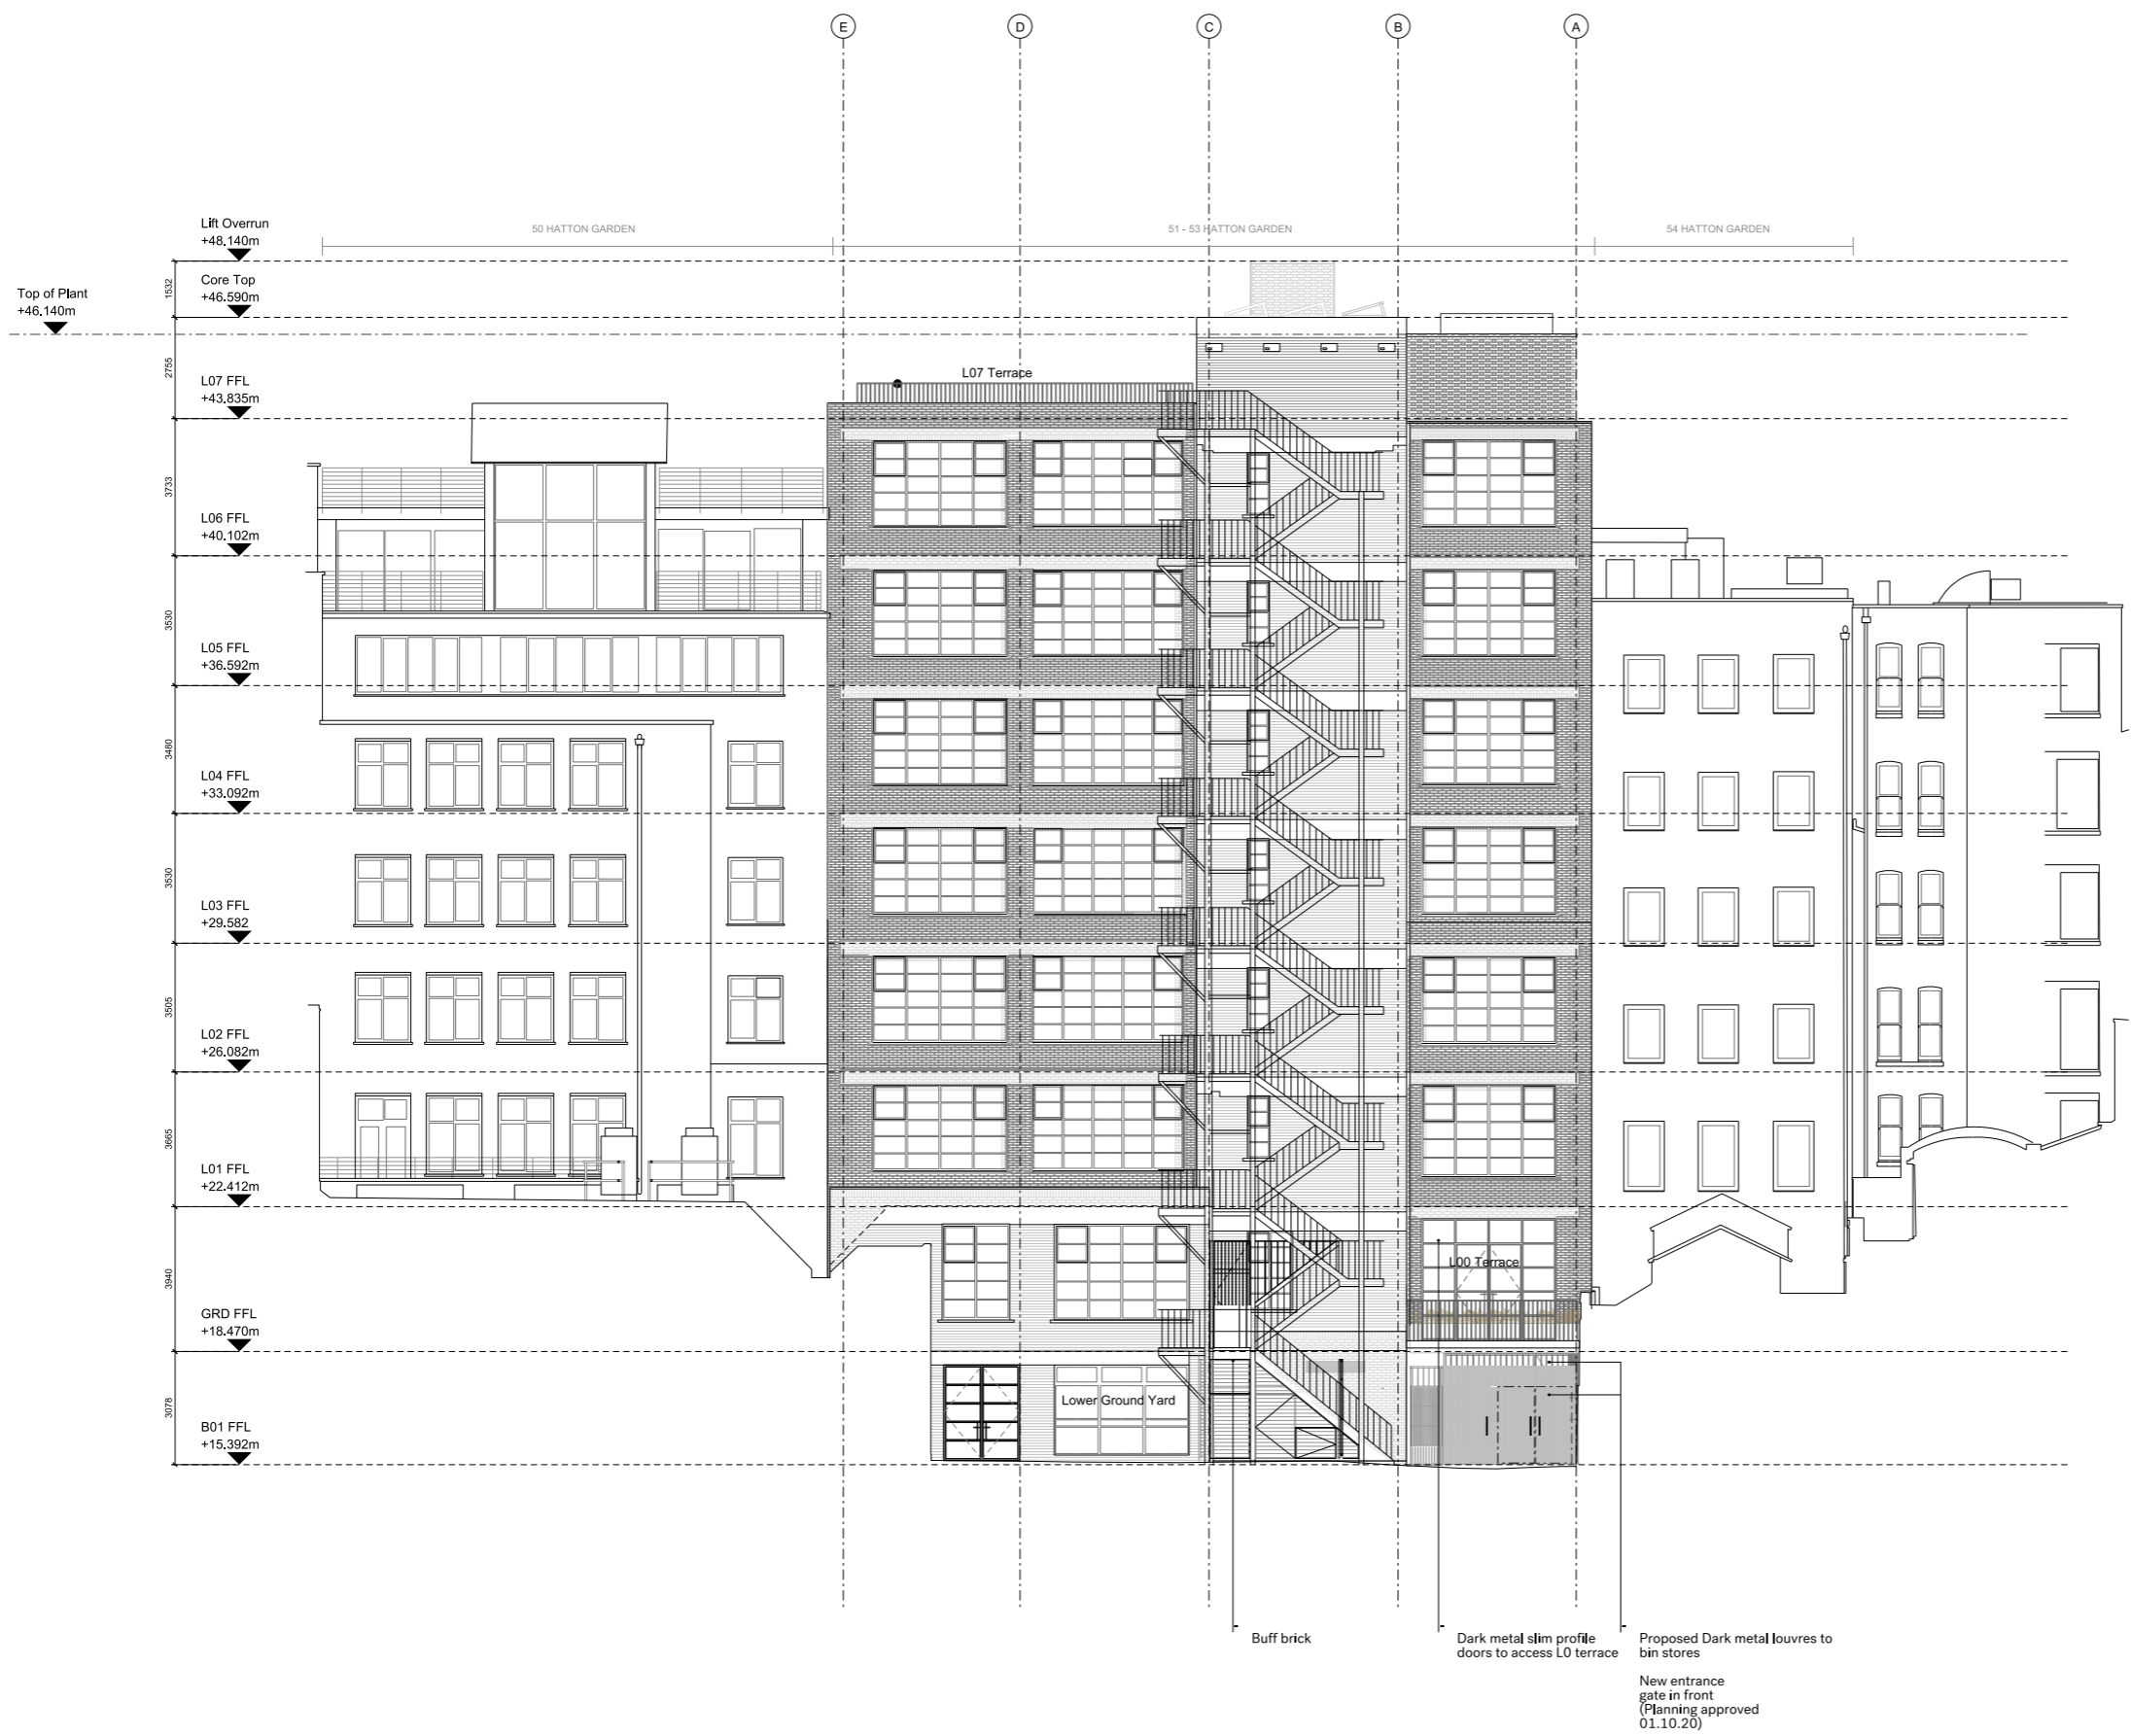 E
D
C
B
A
50 HATTON GARDEN
51 - 53 HATTON GARDEN
54 HATTON GARDEN
Lift Overrun
+48.140m
1532
Core Top
+46.590m
Top of Plant
+46.140m
2755
L07 Terrace
L07 FFL
+43.835m
3733
L06 FFL
+40.102m
3530
L05 FFL
+36.592m
3480
L04 FFL
+33.092m
3530
L03 FFL
+29.582
3505
L02 FFL
+26.082m
3665
L01 FFL
+22.412m
3940
L00 Terrace
GRD FFL
+18.470m
3078
Lower Ground Yard
B01 FFL
+15.392m
Buff brick
Dark metal slim profile
doors to access L0 terrace
Proposed Dark metal louvres to
bin stores
New entrance
gate in front
(Planning approved
01.10.20)